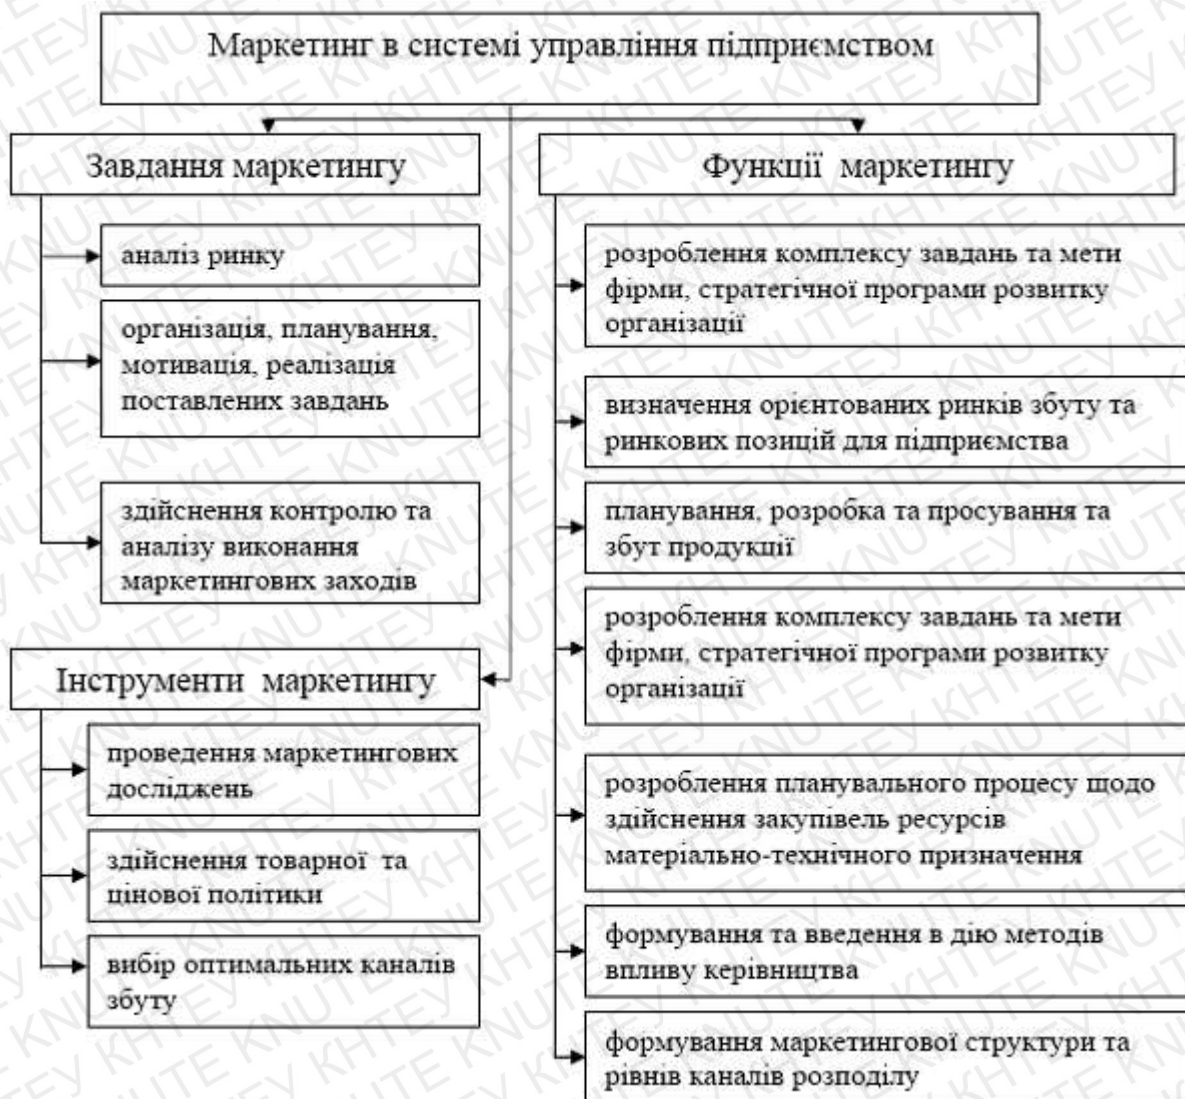 Маркетинг в системі управління підприємством
Завдання маркетингу
аналіз ринку
організація, планування,
мотивація, реалізація
поставлених завдань
здійснення контролю та
аналізу виконання
маркетингових заходів
Інструменти маркетингу
проведення маркетингових
досліджень
здійснення товарної та
цінової політики
вибір оптимальних каналів
збуту
Функції маркетингу
розроблення комплексу завдань та мети
фірми, стратегічної програми розвитку
організації
визначення орієнтованих ринків збуту та
ринкових позицій для підприємства
планування, розробка та просування та
збут продукції
розроблення комплексу завдань та мети
фірми, стратегічної програми розвитку
організації
розроблення планувального процесу щодо
здійснення закупівель ресурсів
матеріально-технічного призначення
формування та введення в дію методів
впливу керівництва
формування маркетингової структури та
рівнів каналів розподілу